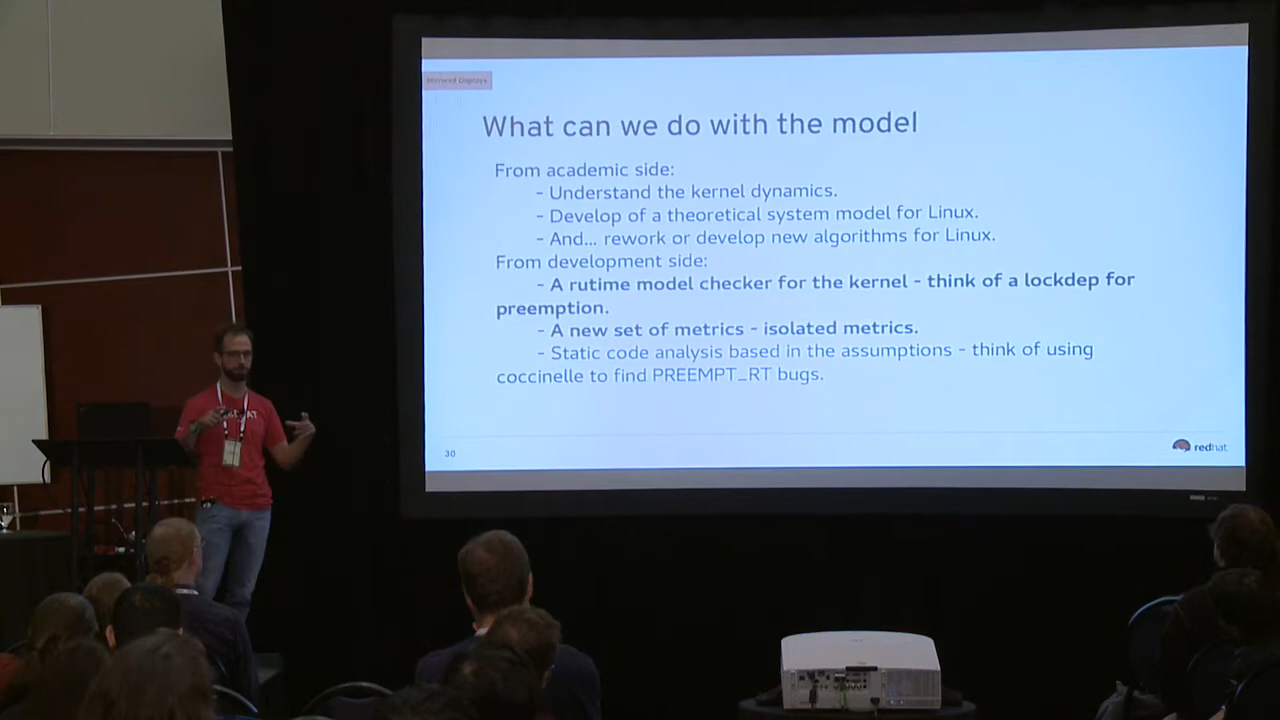 Mirrored Displays
What can we do with the model
From academic side:
- Understand the kernel dynamics.
- Develop of a theoretical system model for Linux.
- And... rework or develop new algorithms for Linux.
From development side:
- A rutime model checker for the kernel - think of a lockdep for
preemption.
- A new set of metrics - isolated metrics.
- Static code analysis based in the assumptions - think of using
coccinelle to find PREEMPT_RT bugs.
30
redhat